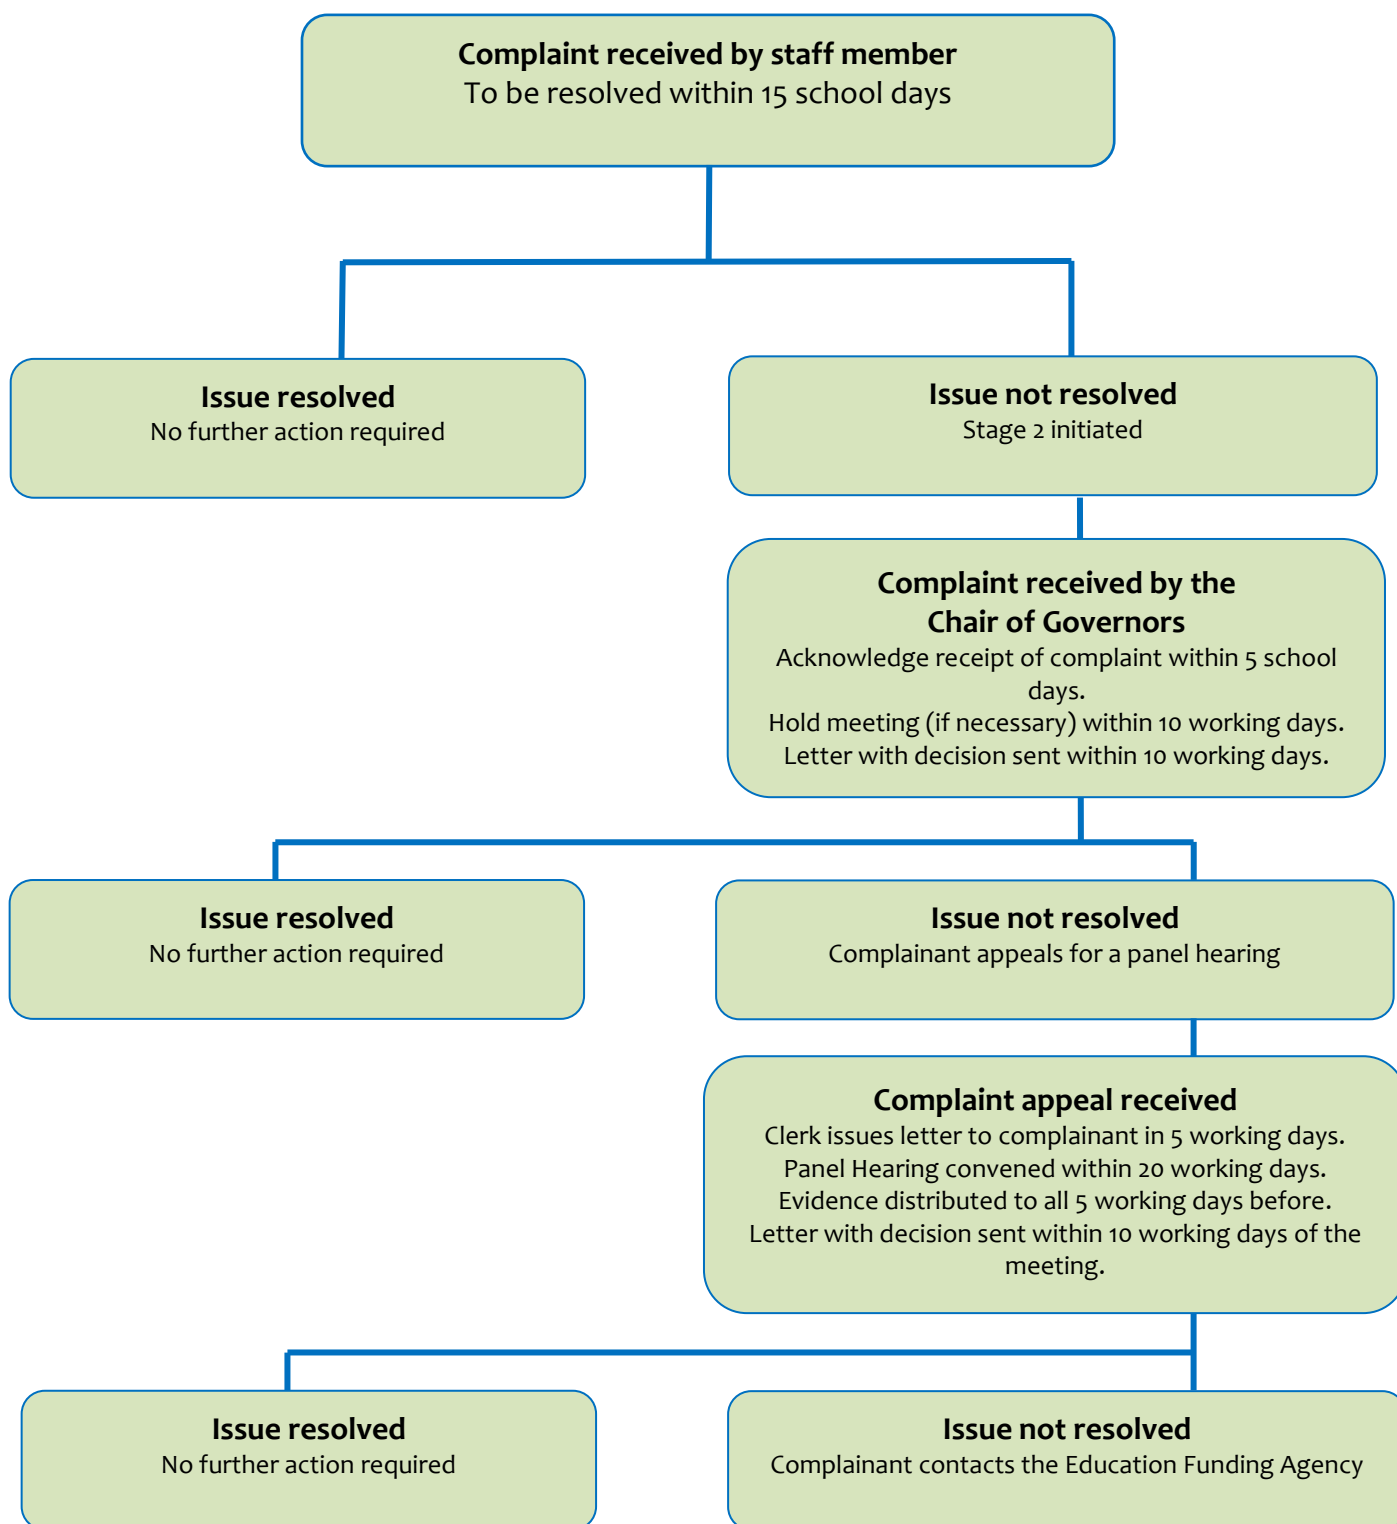 Complaint received by staff member
To be resolved within 15 school days
Issue resolved
No further action required
Issue not resolved
Stage 2 initiated
Complaint received by the
Chair of Governors
Acknowledge receipt of complaint within 5 school
days.
Hold meeting (if necessary) within 10 working days.
Letter with decision sent within 10 working days.
Issue resolved
No further action required
Issue not resolved
Complainant appeals for a panel hearing
Complaint appeal received
Clerk issues letter to complainant in 5 working days.
Panel Hearing convened within 20 working days.
Evidence distributed to all 5 working days before.
Letter with decision sent within 10 working days of the
meeting.
Issue resolved
No further action required
Issue not resolved
Complainant contacts the Education Funding Agency